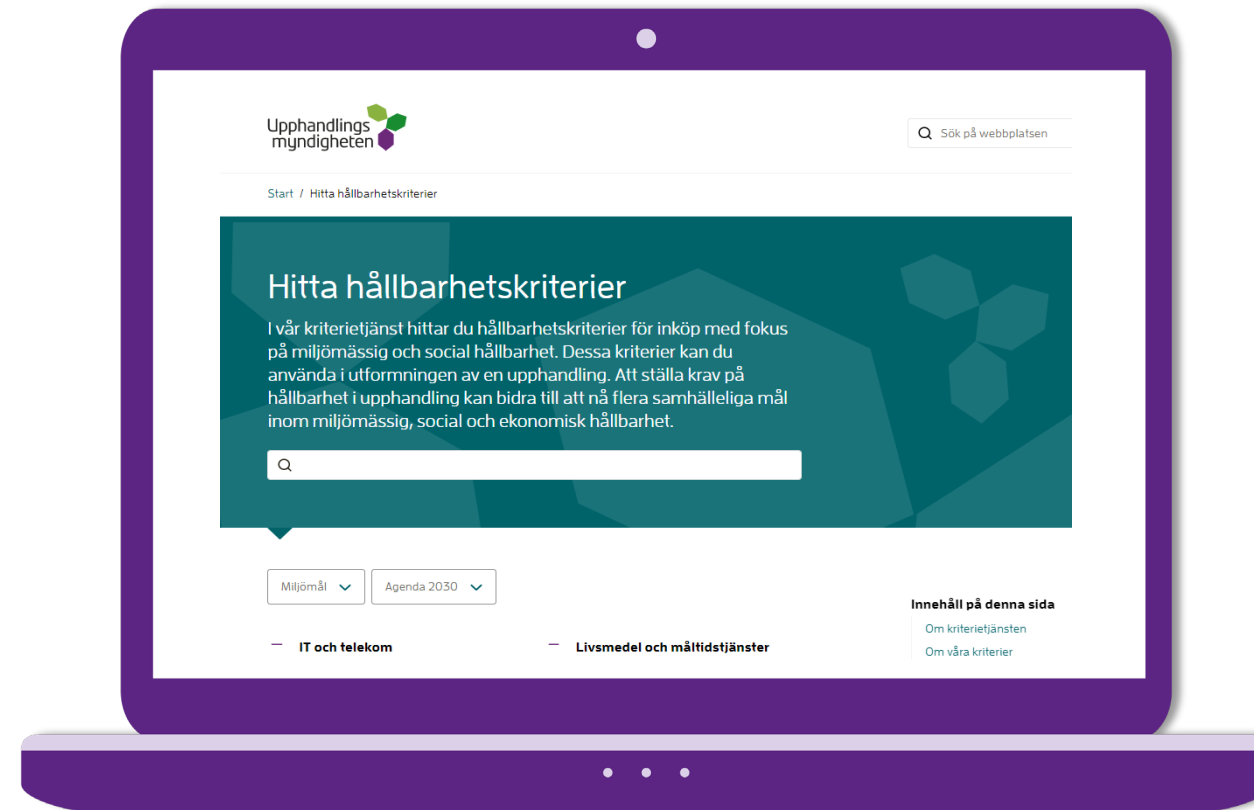 Upphandlings
myndigheten
Sök på webbplatsen
Start / Hitta hållbarhetskriterier
Hitta hållbarhetskriterier
I vår kriterietjänst hittar du hållbarhetskriterier för inköp med fokus
på miljömässig och social hållbarhet. Dessa kriterier kan du
använda i utformningen av en upphandling. Att ställa krav på
hållbarhet i upphandling kan bidra till att nå flera samhälleliga mål
inom miljömässig, social och ekonomisk hållbarhet.
Miljömål
Agenda 2030
Innehåll på denna sida
Om kriterietjänsten
Om våra kriterier
IT och telekom
Livsmedel och måltidstjänster